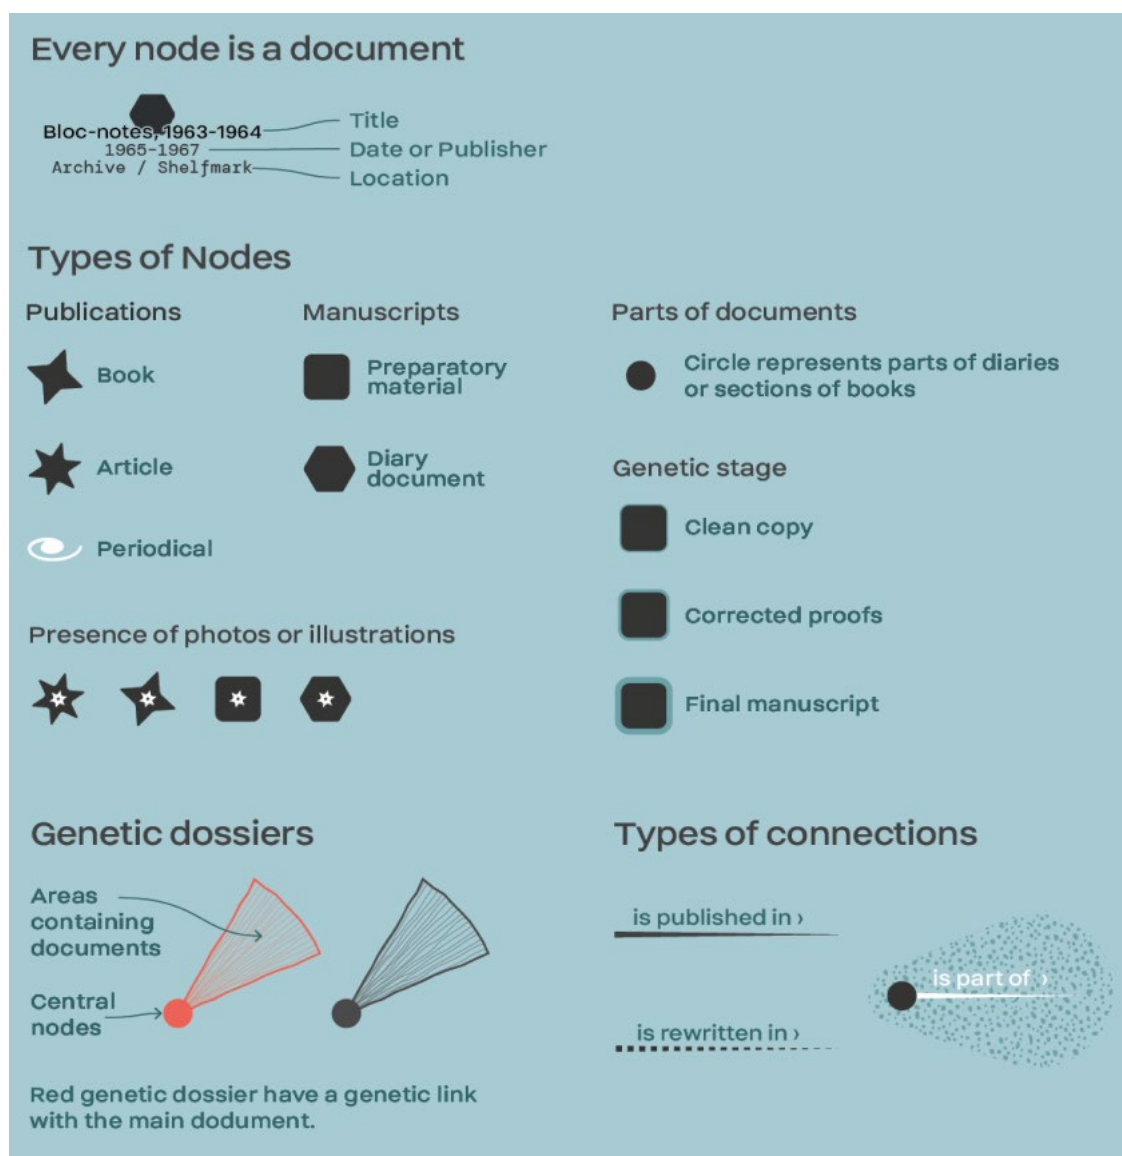 Every node is a document
Bloc-notes, 1963-1964
1965-1967
Archive / Shelfmark
Title
Date or Publisher
Location
Types of Nodes
Publications
Book
Article
Periodical
Manuscripts
Preparatory
material
Diary
document
Parts of documents
Circle represents parts of diaries
or sections of books
Genetic stage
Clean copy
Corrected proofs
Final manuscript
Presence of photos or illustrations
Genetic dossiers
Areas
containing
documents
Central
nodes
Red genetic dossier have a genetic link
with the main dodument.
Types of connections
is published in ›
is rewritten in ›
is part of ›